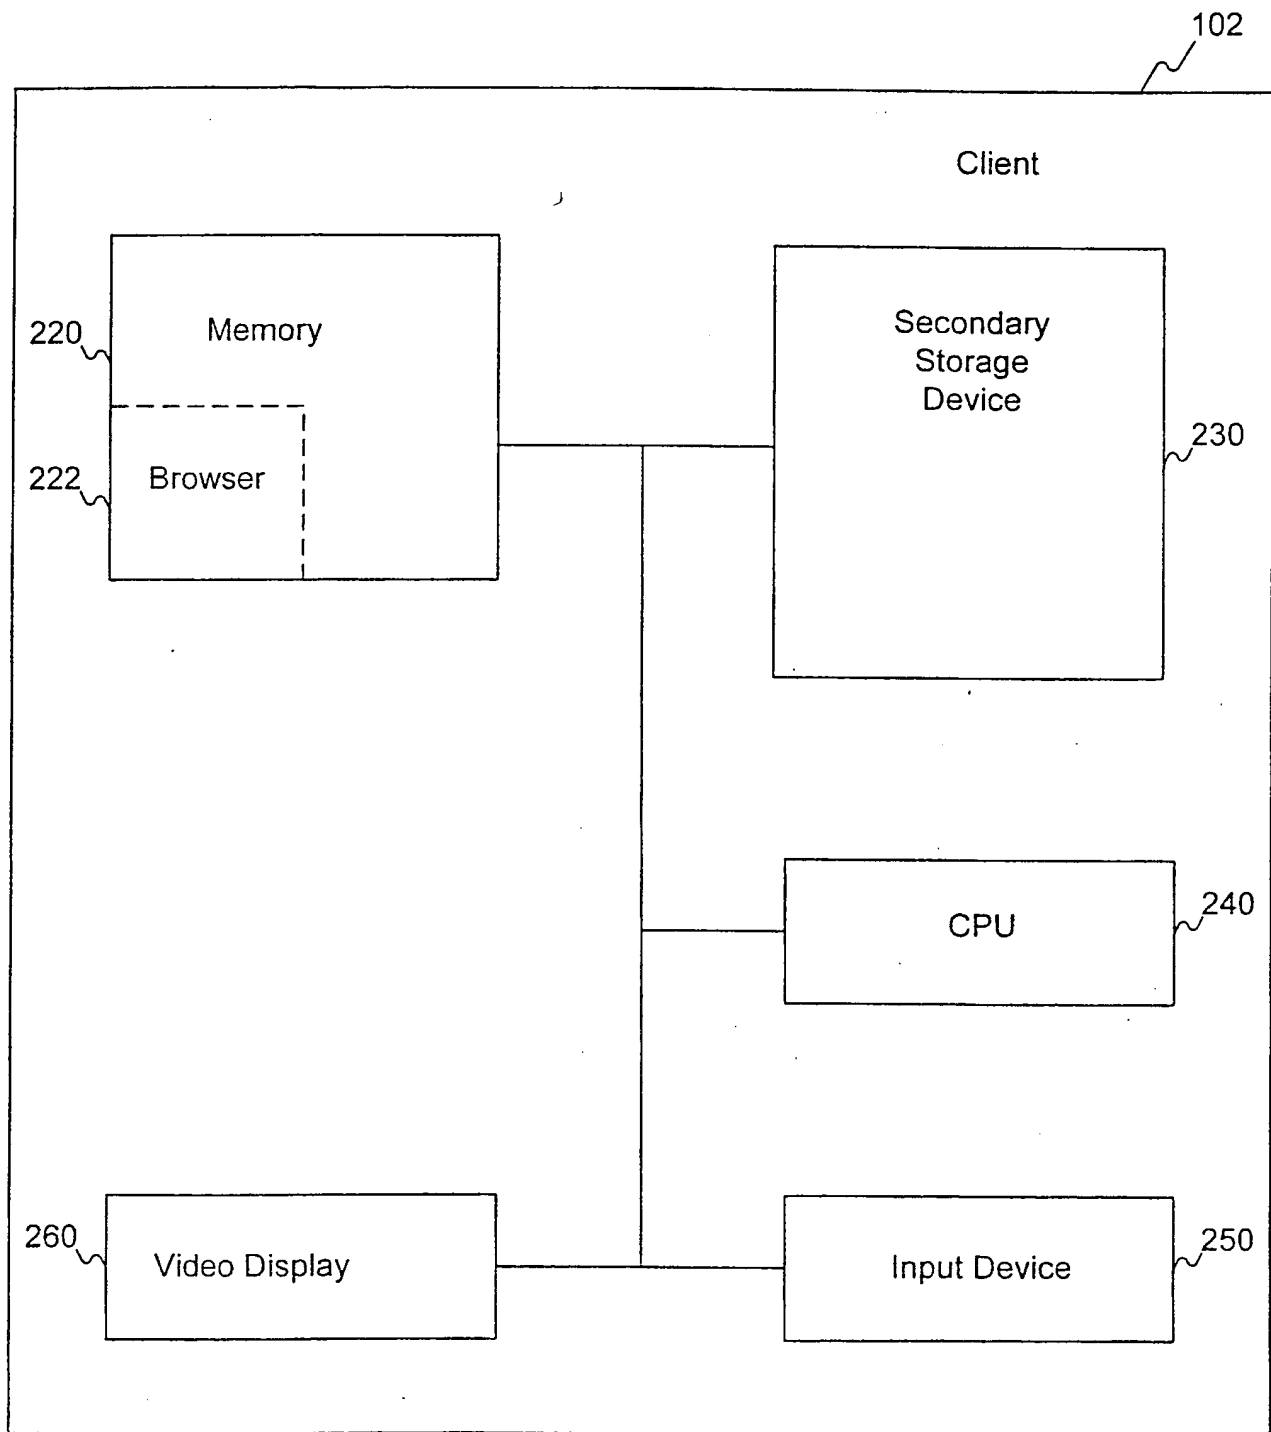 102
Client
220
Memory
222
Browser
Secondary
Storage
Device
230
CPU
240
260
Video Display
Input Device
250